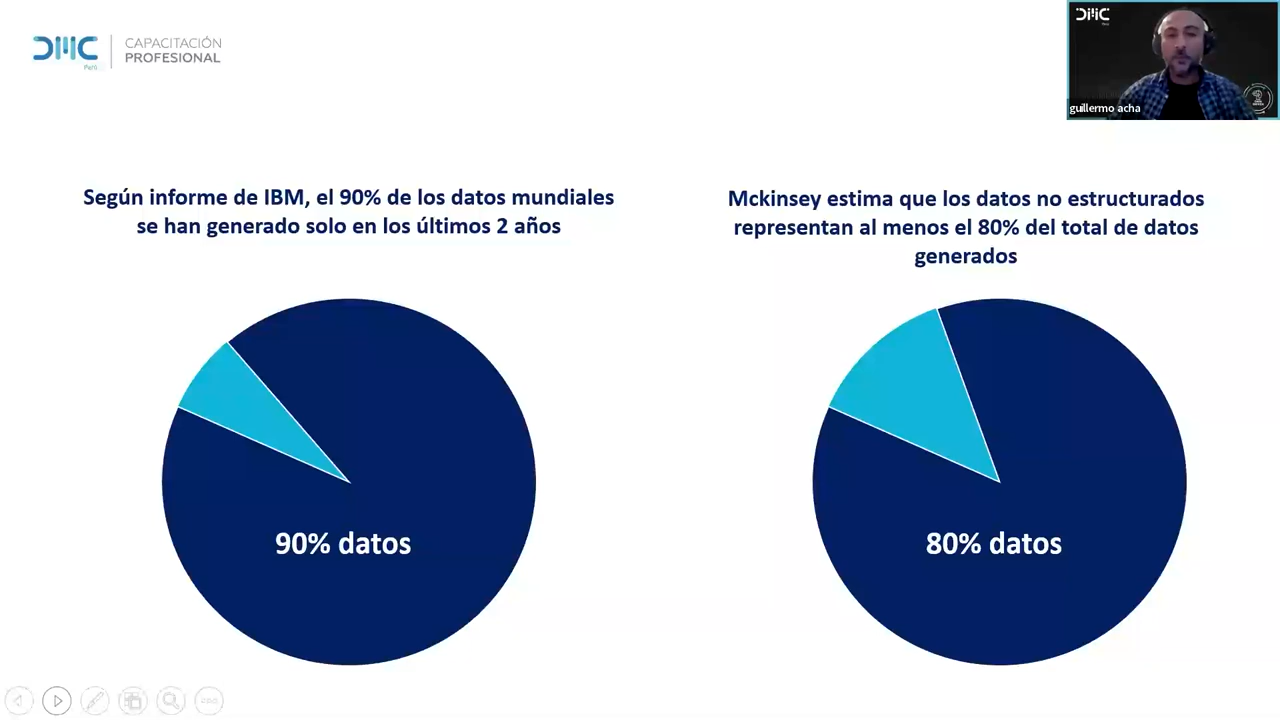 DMC
Perú
CAPACITACIÓN
PROFESIONAL
DMC
guillermo acha
Según informe de IBM, el 90% de los datos mundiales
se han generado solo en los últimos 2 años
Mckinsey estima que los datos no estructurados
representan al menos el 80% del total de datos
generados
90% datos
80% datos